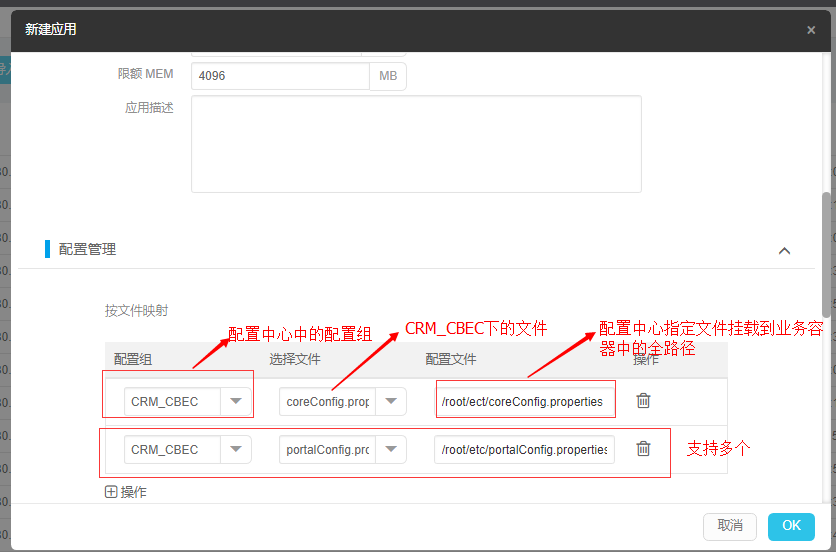 新建应用
×
限额 MEM
4096
MB
应用描述
配置管理
按文件映射
配置中心中的配置组
CRM_CBEC下的文件
配置中心指定文件挂载到业务容
器中的全路径
配置组
选择文件
配置文件
操作
CRM_CBEC
coreConfig.prop
/root/ect/coreConfig.properties
CRM_CBEC
portalConfig.pro
/root/etc/portalConfig.properties
支持多个
操作
取消
OK